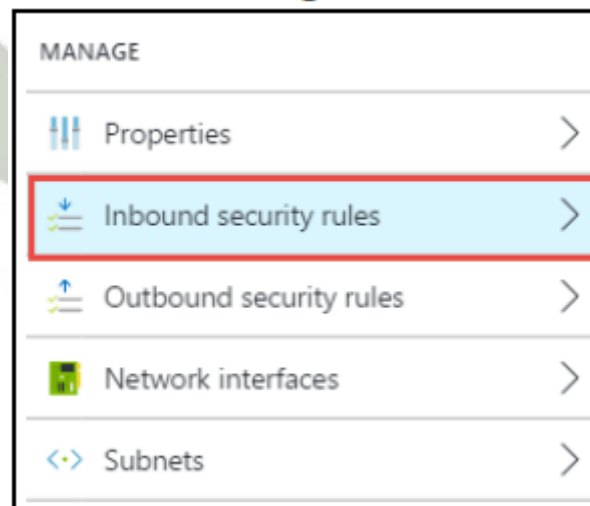 MANAGE
Properties
Inbound security rules
Outbound security rules
Network interfaces
Subnets